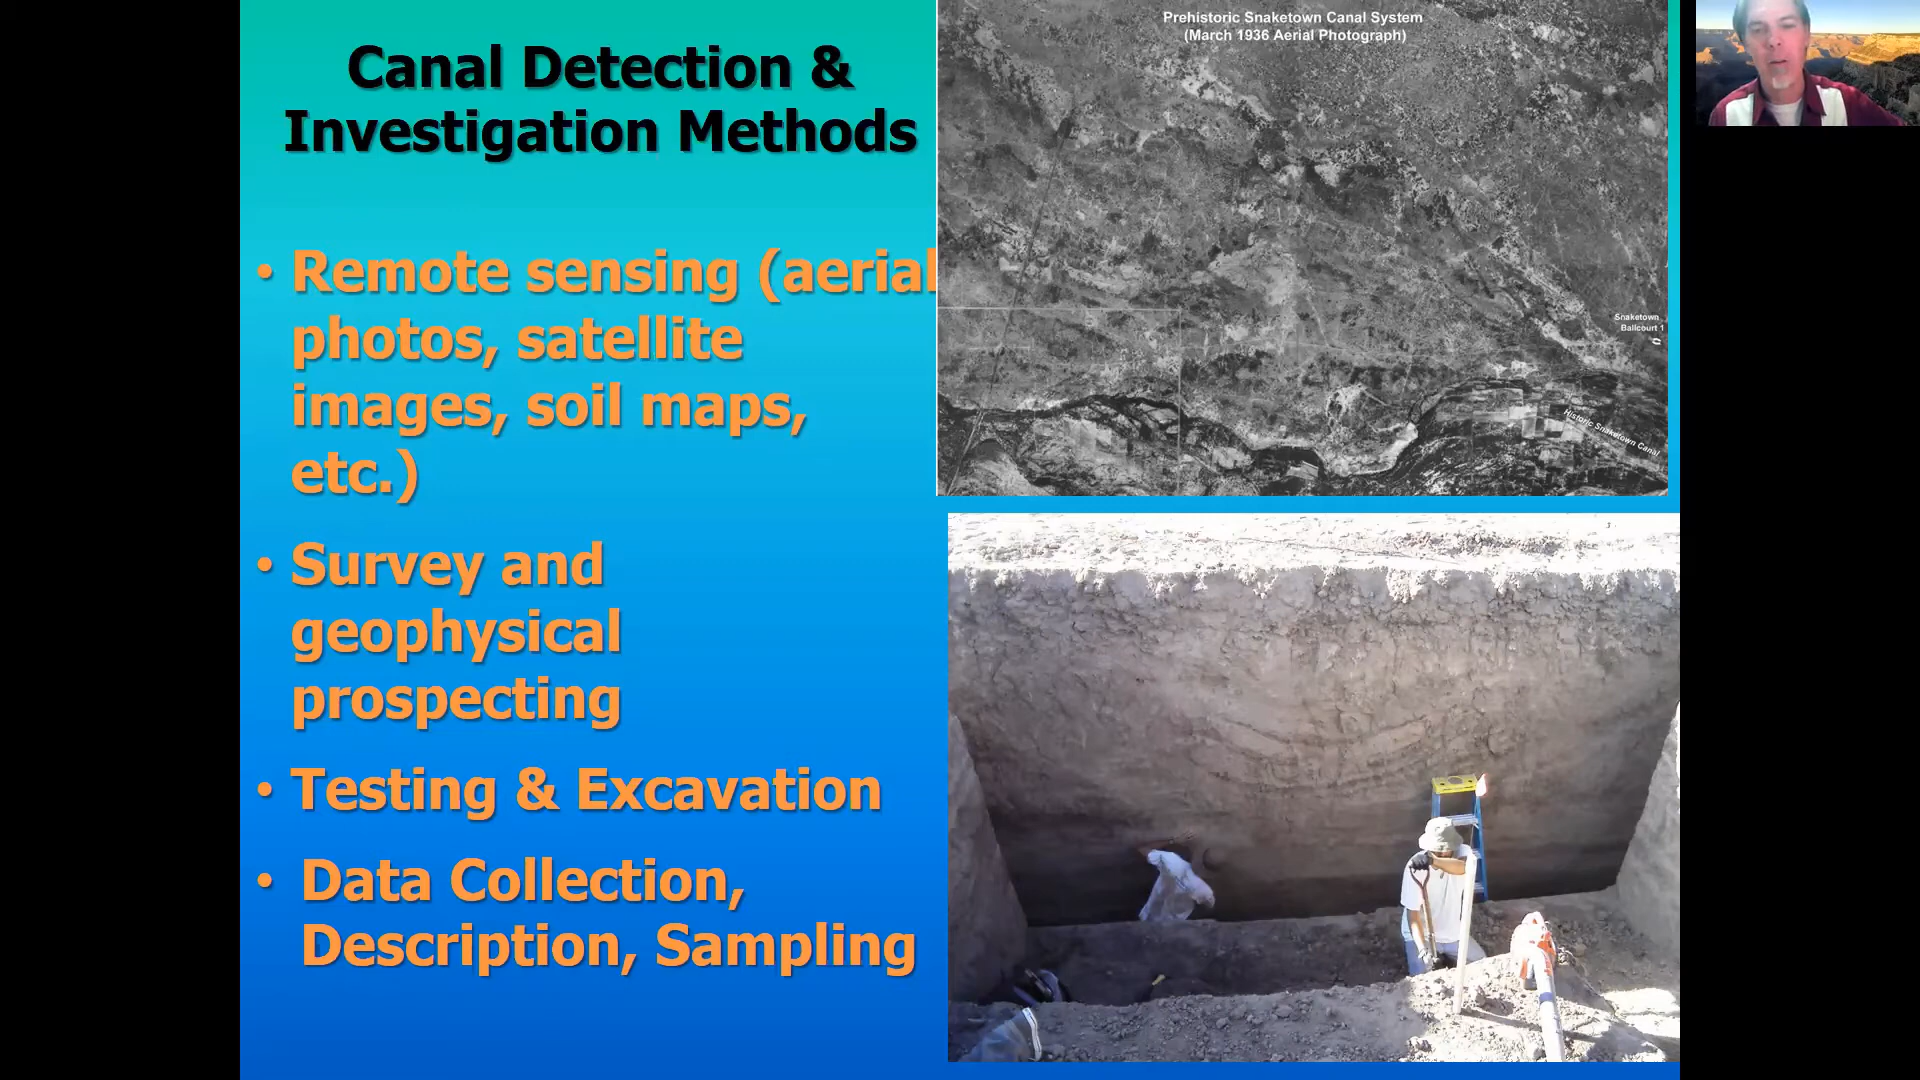 Canal Detection &
Investigation Methods
• Remote sensing (aerial
photos, satellite
images, soil maps,
etc.)
• Survey and
geophysical
prospecting
• Testing & Excavation
• Data Collection,
Description, Sampling
Prehistoric Snaketown Canal System
(March 1936 Aerial Photograph)
Snaketown
Ballcourt 1
Historic Snaketown Canal